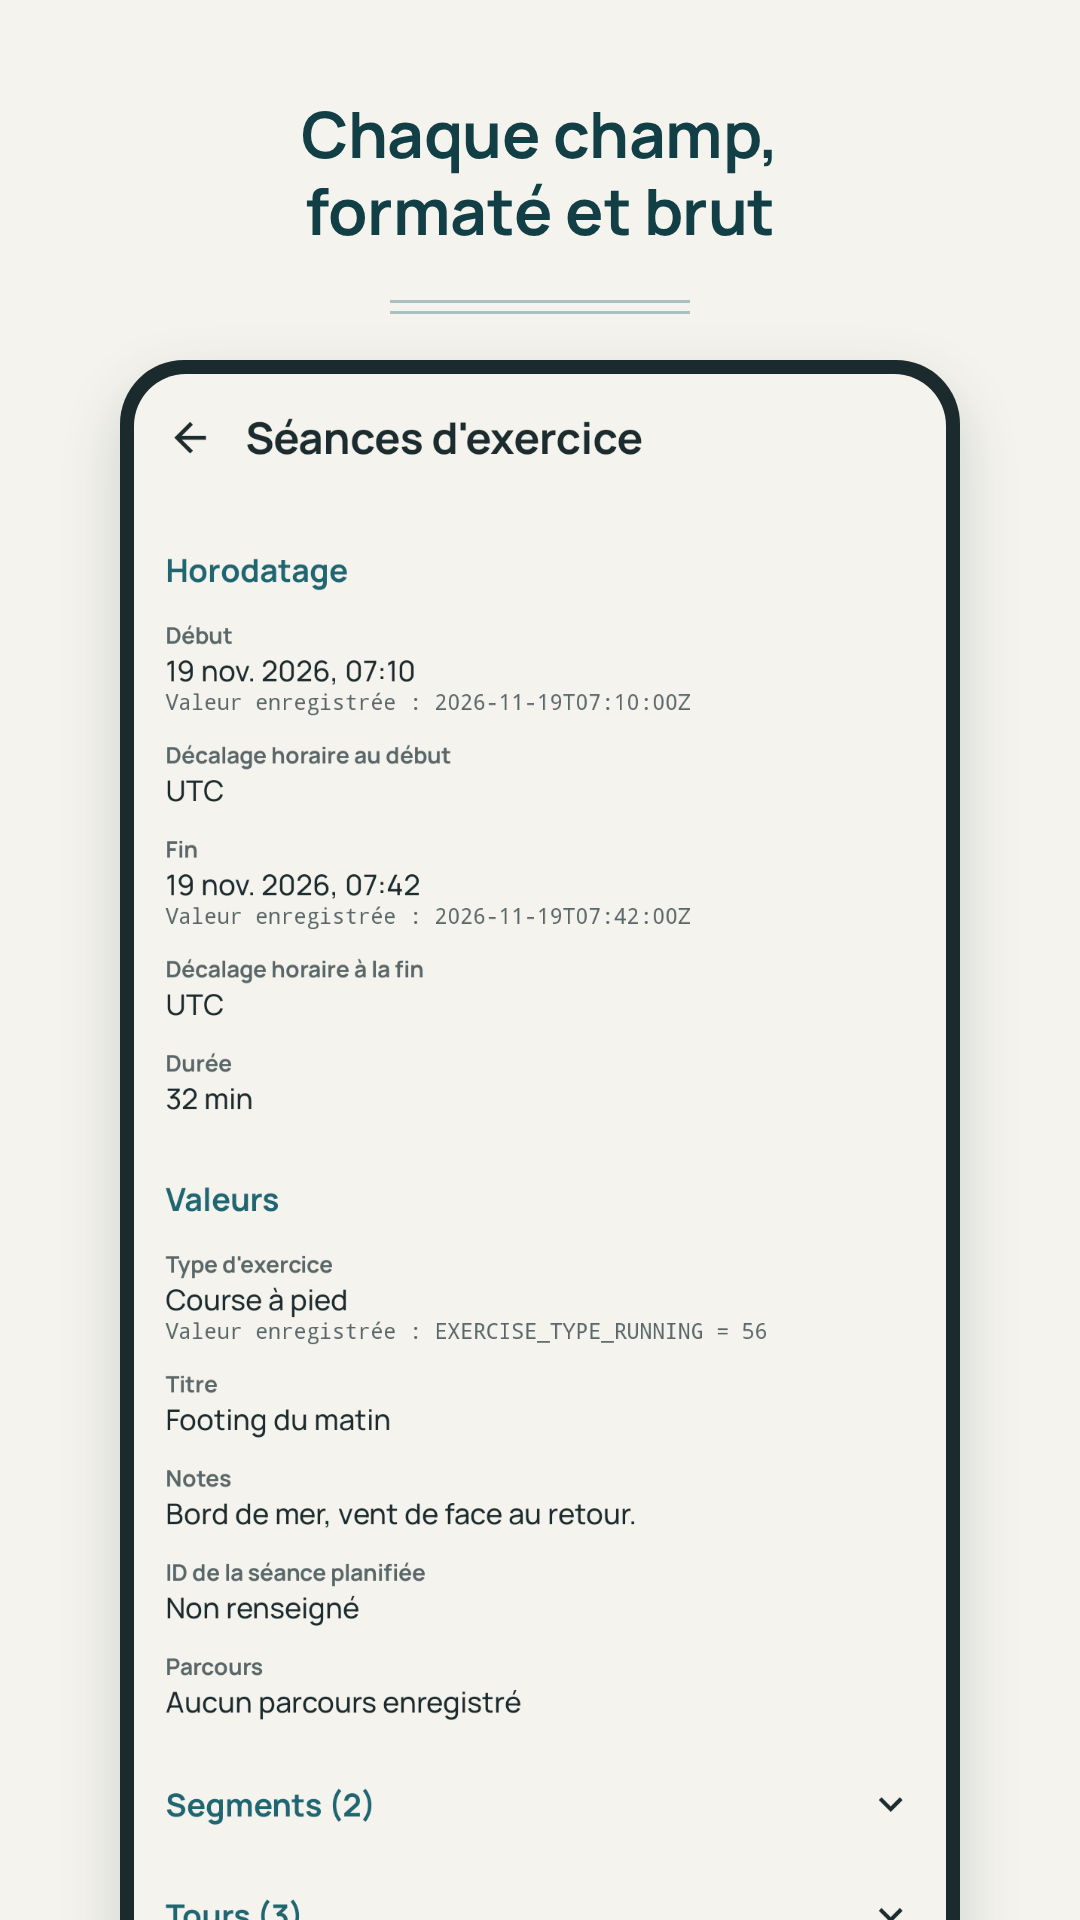 Chaque champ,
formaté et brut
Séances d'exercice
Horodatage
Début
19 nov. 2026, 07:10
Valeur enregistrée : 2026-11-19T07:10:00Z
Décalage horaire au début
UTC
Fin
19 nov. 2026, 07:42
Valeur enregistrée : 2026-11-19T07:42:00Z
Décalage horaire à la fin
UTC
Durée
32 min
Valeurs
Type d'exercice
Course à pied
Valeur enregistrée : EXERCISE_TYPE_RUNNING = 56
Titre
Footing du matin
Notes
Bord de mer, vent de face au retour.
ID de la séance planifiée
Non renseigné
Parcours
Aucun parcours enregistré
Segments (2)
Tours (3)